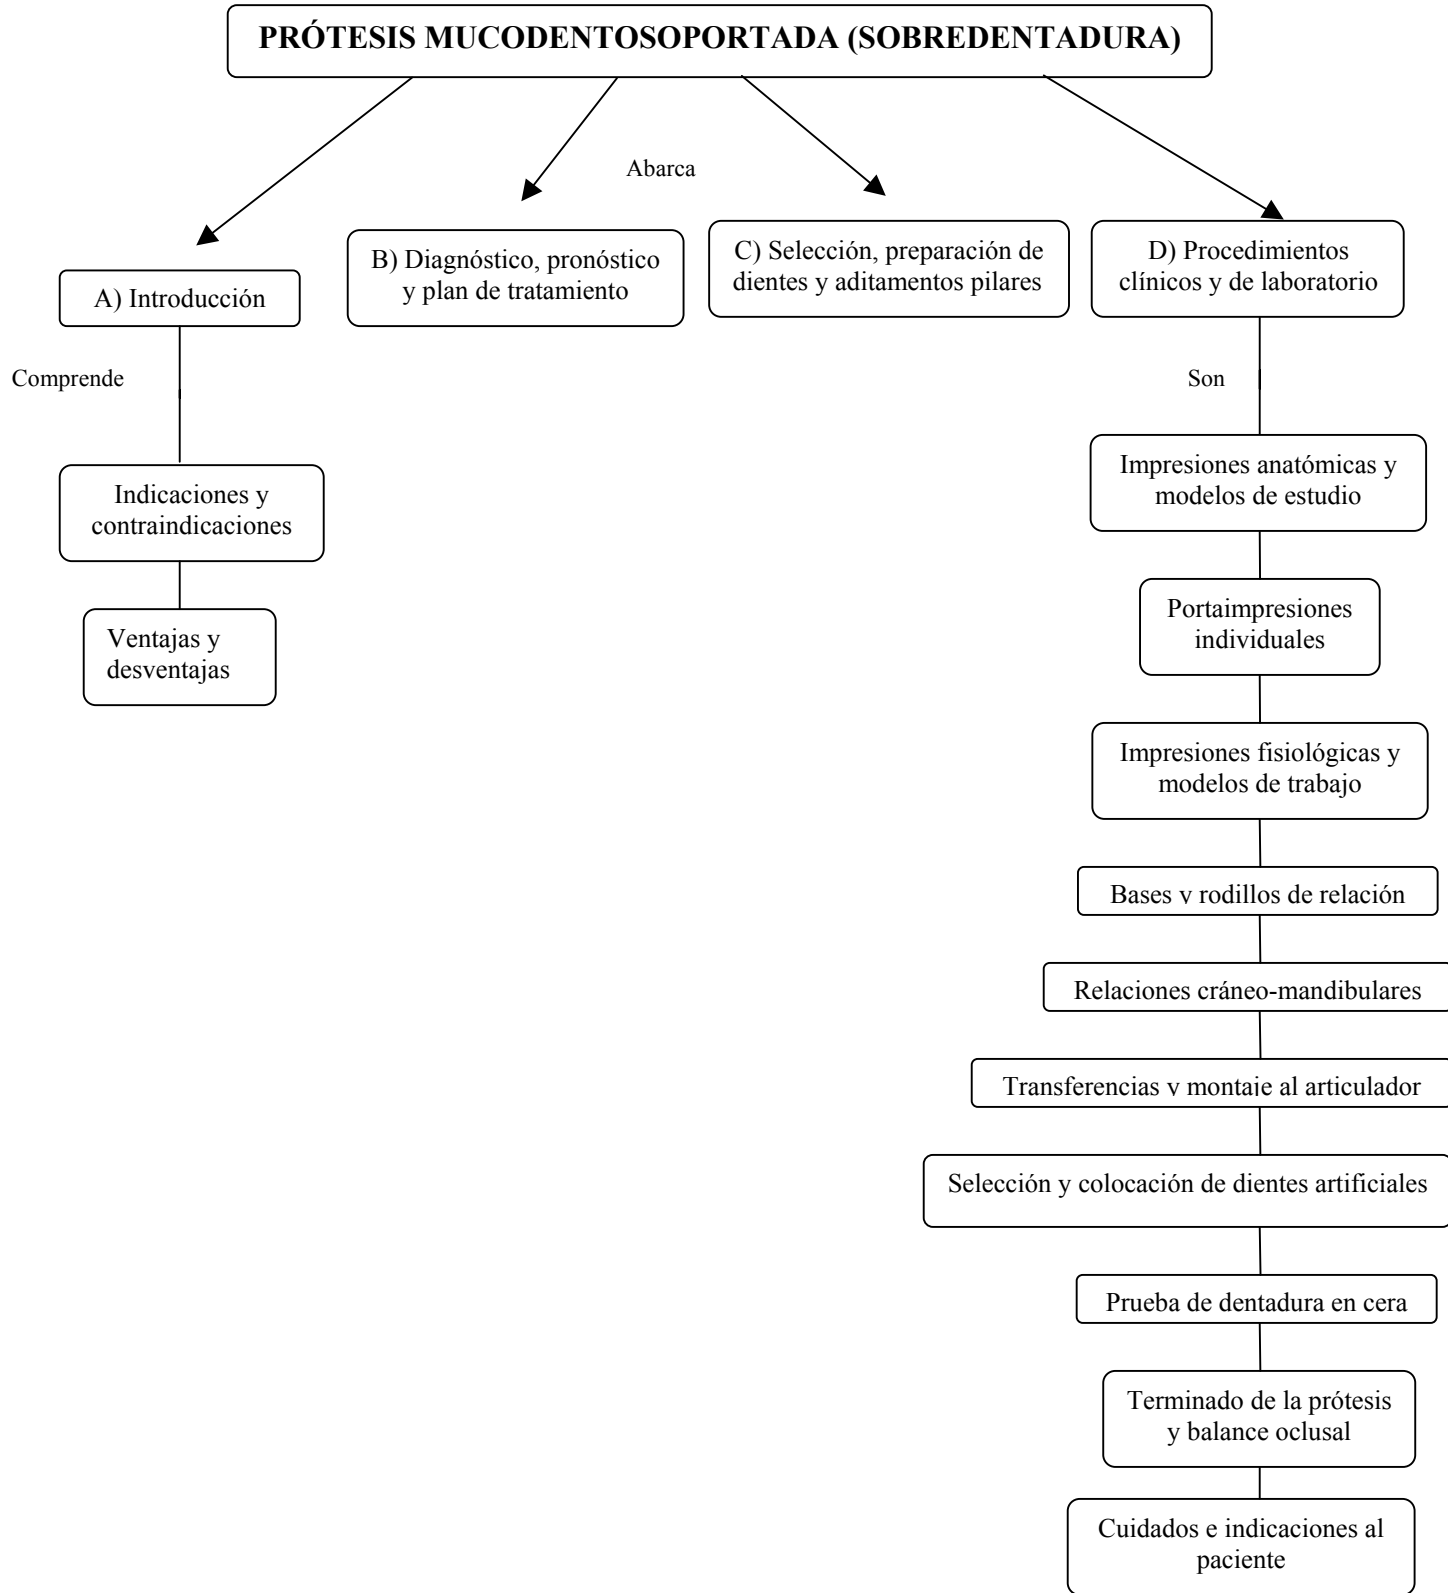 PRÓTESIS MUCODENTOSOPORTADA (SOBREDENTADURA)
Abarca
A) Introducción
B) Diagnóstico, pronóstico
y plan de tratamiento
C) Selección, preparación de
dientes y aditamentos pilares
D) Procedimientos
clínicos y de laboratorio
Comprende
Indicaciones y
contraindicaciones
Ventajas y
desventajas
Son
Impresiones anatómicas y
modelos de estudio
Portaimpresiones
individuales
Impresiones fisiológicas y
modelos de trabajo
Bases y rodillos de relación
Relaciones cráneo-mandibulares
Transferencias y montaje al articulador
Selección y colocación de dientes artificiales
Prueba de dentadura en cera
Terminado de la prótesis
y balance oclusal
Cuidados e indicaciones al
paciente